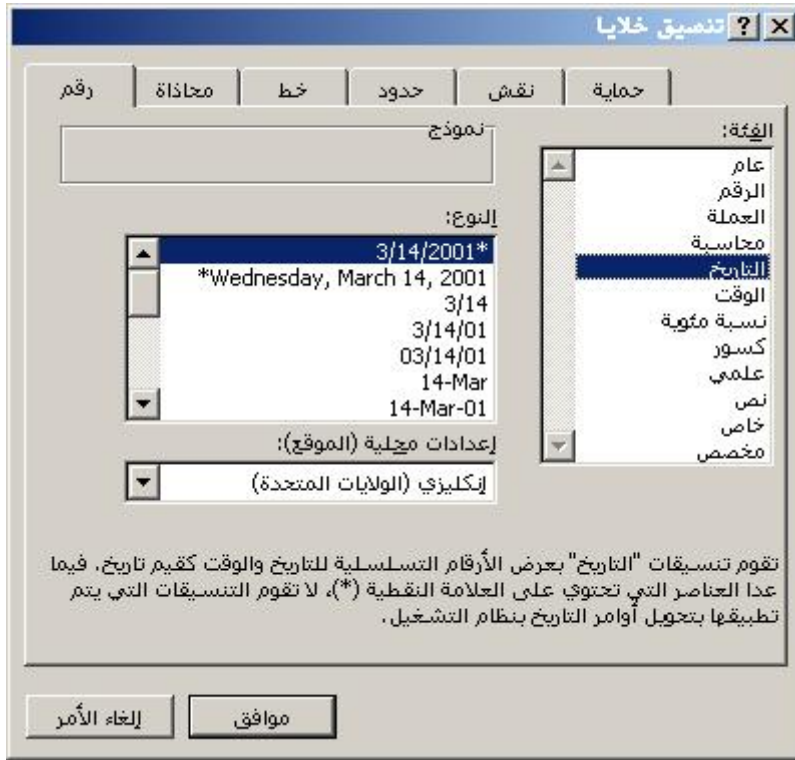 تنسيق خلايا
رقم
محاذاة
خط
حدود
نقش
حماية
الفئة:
عام
الرقم
العملة
محاسبة
التاريخ
الوقت
نسبة مئوية
كسور
علمي
نص
خاص
مخصص
نموذج
النوع:
3/14/2001*
*Wednesday, March 14, 2001
3/14
3/14/01
03/14/01
14-Mar
14-Mar-01
إعدادات محلية (الموقع):
إنكليزي (الولايات المتحدة)
تقوم تنسيقات "التاريخ" بعرض الأرقام التسلسلية للتاريخ والوقت كقيم تاريخ. فيما
عدا العناصر التي تحتوي على العلامة النقطية (*)، لا تقوم التنسيقات التي يتم
تطبيقها بتحويل أوامر التاريخ بنظام التشغيل.
موافق
إلغاء الأمر